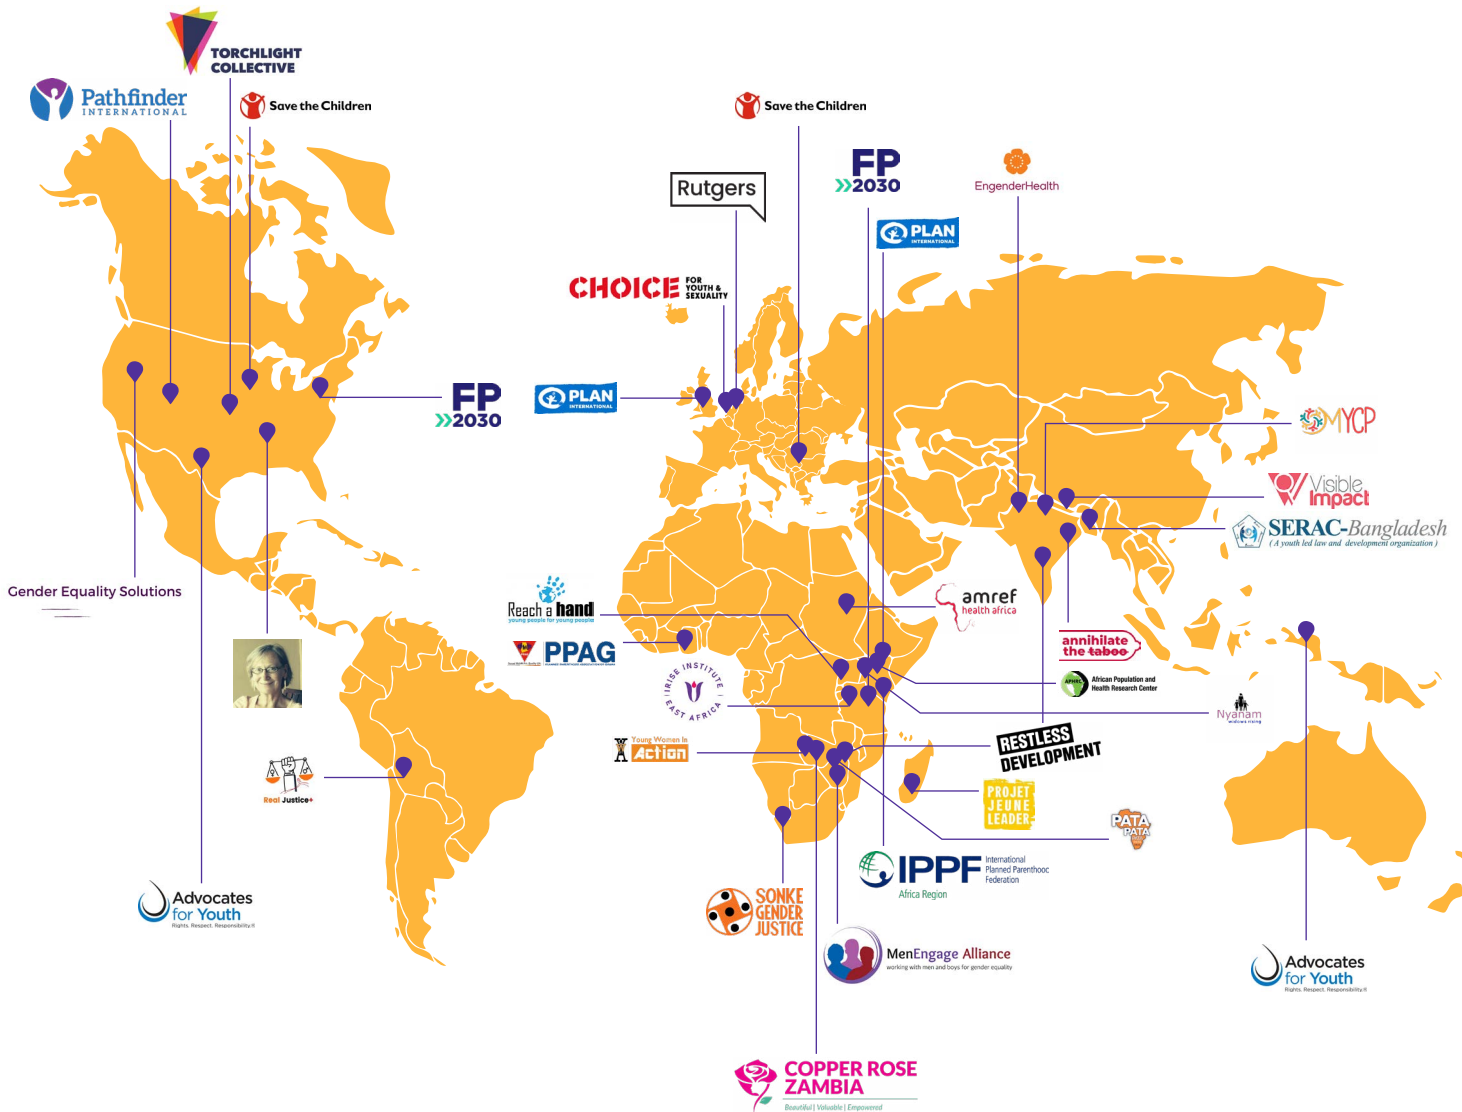 TORCHLIGHT
COLLECTIVE
Pathfinder
INTERNATIONAL
Save the Children
Save the Children
FP
2030
EngenderHealth
Rutgers
PLAN
INTERNATIONAL
CHOICE
FOR
YOUTH &
SEXUALITY
FP
2030
PLAN
INTERNATIONAL
MYCP
Visible
Impact
SERAC-Bangladesh
( A youth led law and development organization )
Gender Equality Solutions
Reach a hand
young people for young people
amref
health africa
PPAG
annihilate
the taboo
IRISE INSTITUTE
EAST AFRICA
APHRC
African Population and
Health Research Center
Nyanam
widows rising
Young Women In
Action
RESTLESS
DEVELOPMENT
Real Justice+
PROJET
JEUNE
LEADER
PATA
PATA
IPPF
International
Planned Parenthooc
Federation
Africa Region
Advocates
for Youth
Rights. Respect. Responsibility.
SONKE
GENDER
JUSTICE
MenEngage Alliance
working with men and boys for gender equality
Advocates
for Youth
Rights. Respect. Responsibility.
COPPER ROSE
ZAMBIA
Beautiful | Valuable | Empowered